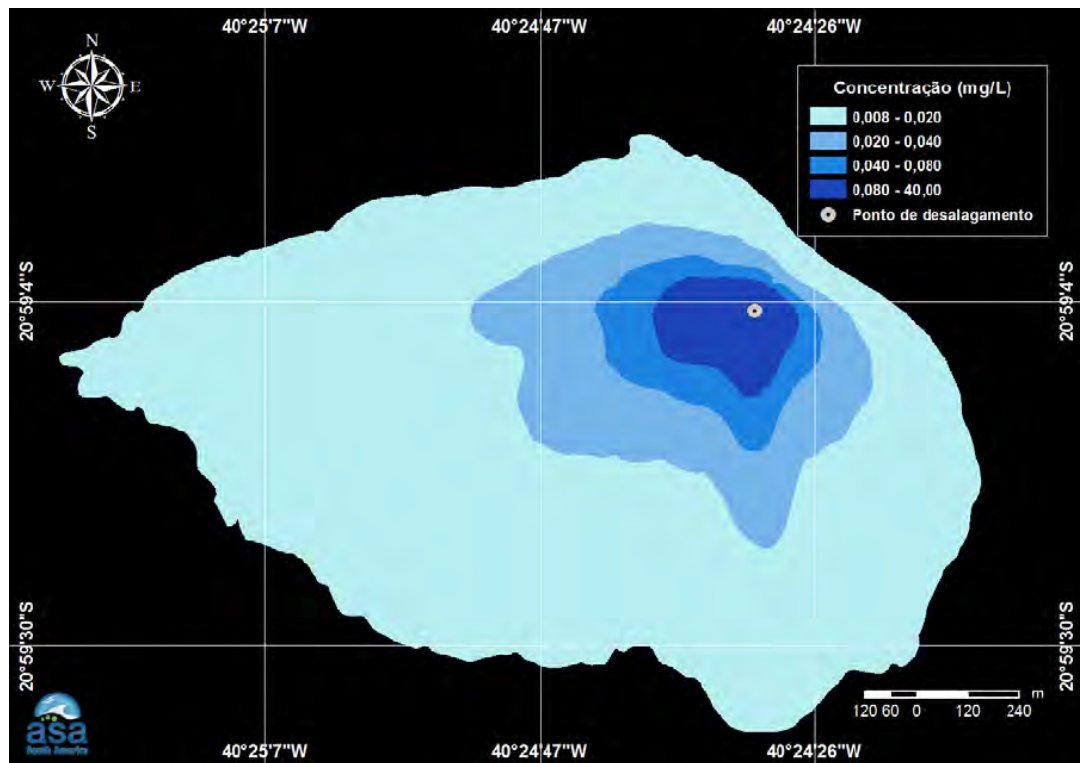 40°25'7"W 40°24'47"W 40°24'26"W
N
W E
S
Concentração (mg/L)
0,008 - 0,020
0,020 - 0,040
0,040 - 0,080
0,080 - 40,00
Ponto de desalagamento
20°59'4"S 20°59'4"S
20°59'30"S 20°59'30"S
m
120 60 0 120 240
asa
South America
40°25'7"W 40°24'47"W 40°24'26"W